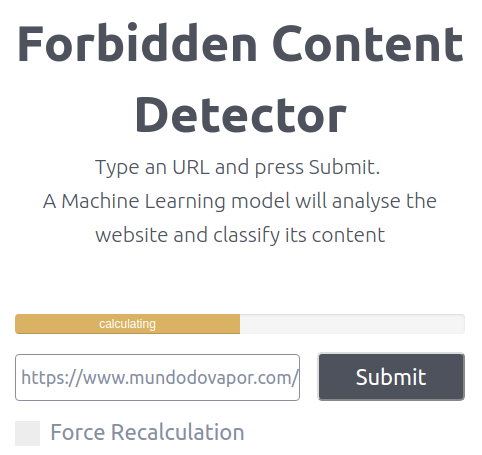 Forbidden Content
Detector
Type an URL and press Submit.
A Machine Learning model will analyse the
website and classify its content
calculating
https://www.mundodovapor.com/
Submit
Force Recalculation